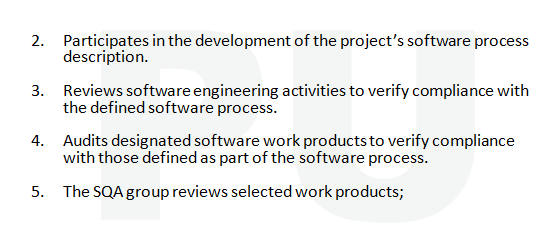 2. Participates in the development of the project's software process
description.
3. Reviews software engineering activities to verify compliance with
the defined software process.
4. Audits designated software work products to verify compliance
with those defined as part of the software process.
5. The SQA group reviews selected work products;
PU